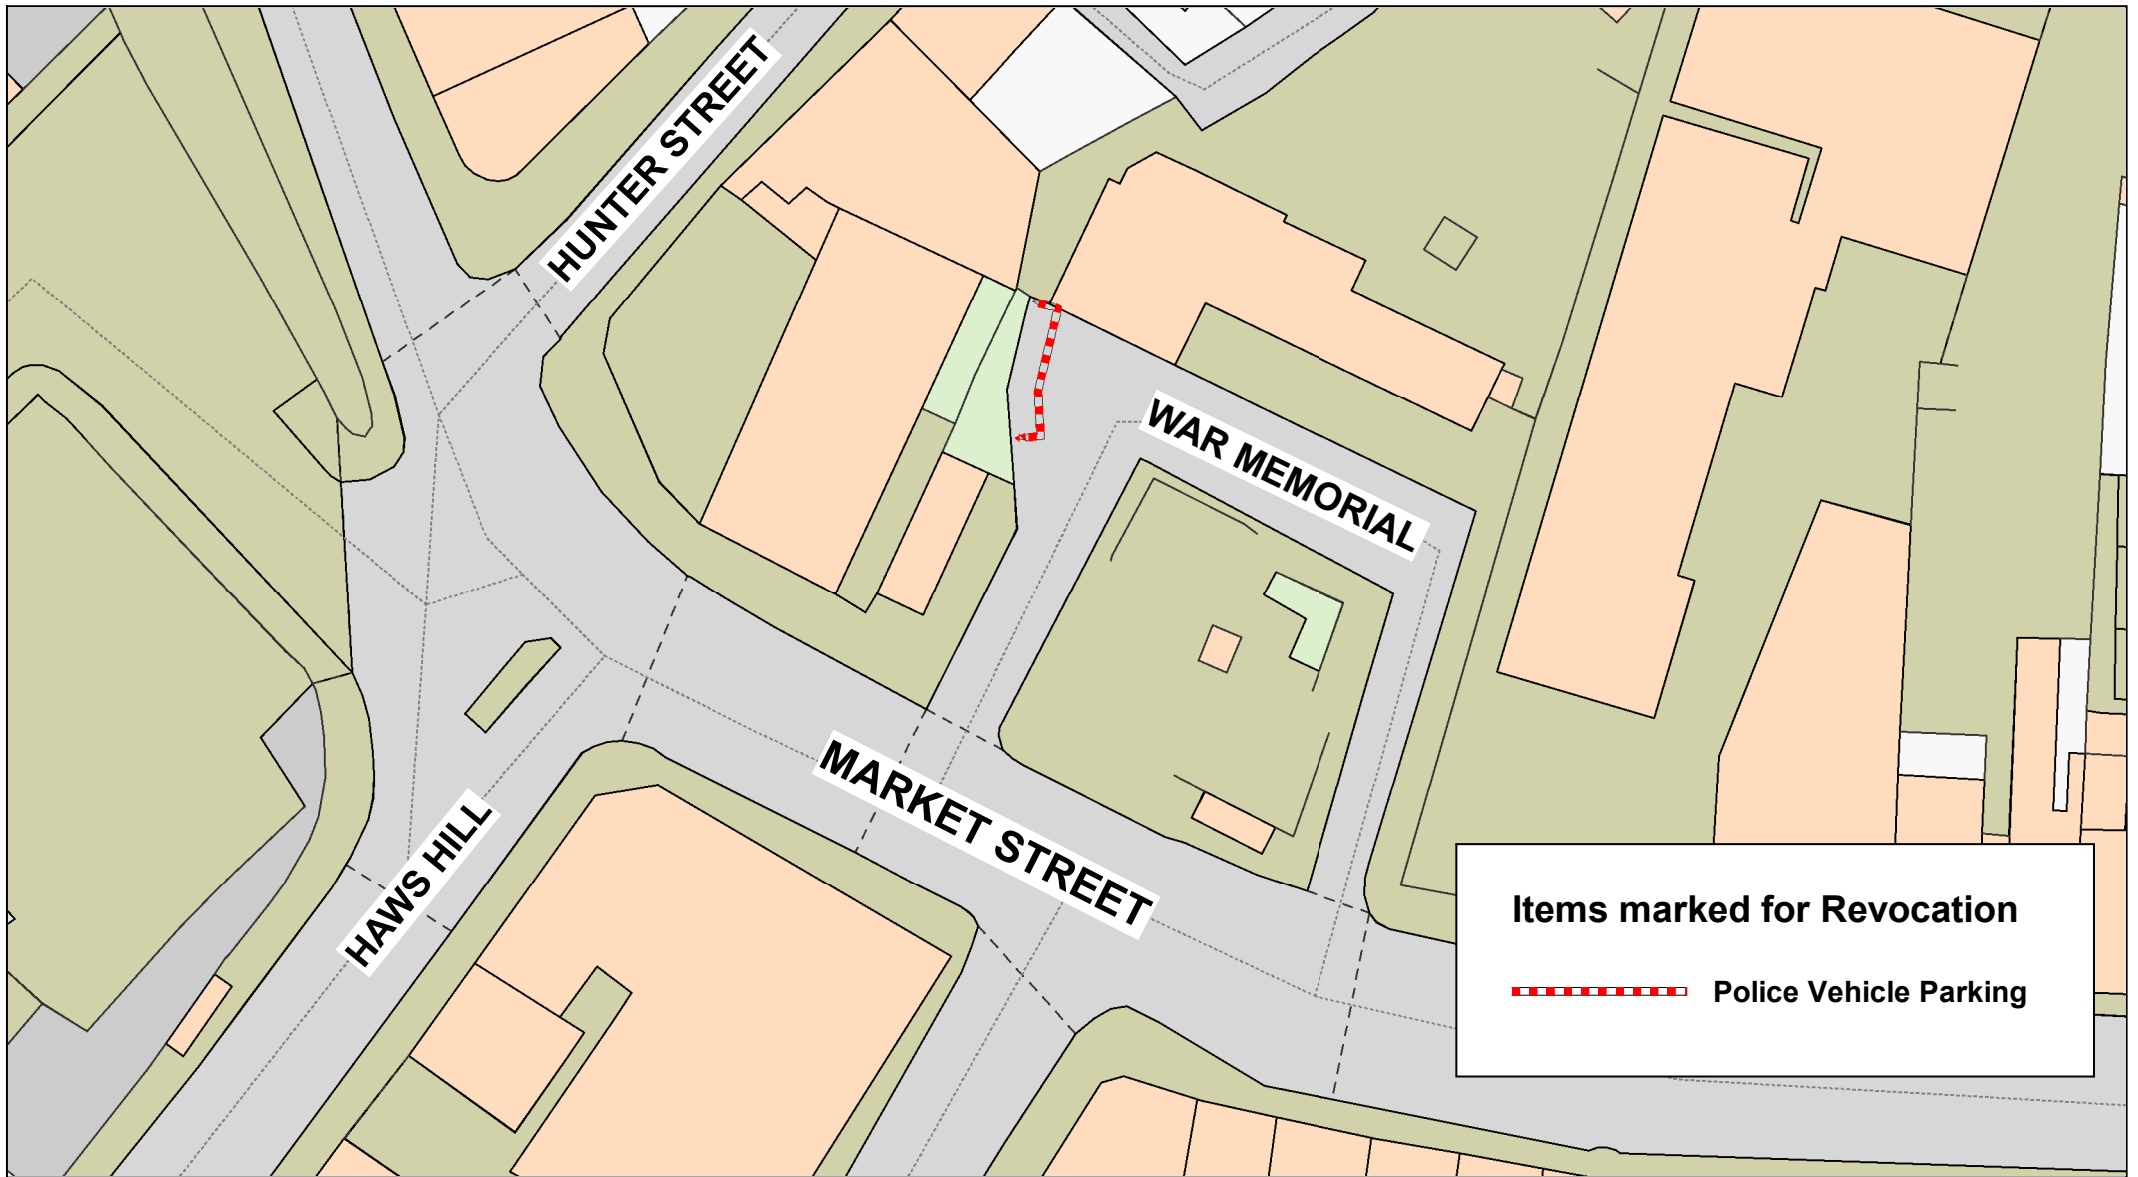 HUNTER STREET
WAR MEMORIAL
MARKET STREET
HAWS HILL
Items marked for Revocation
Police Vehicle Parking